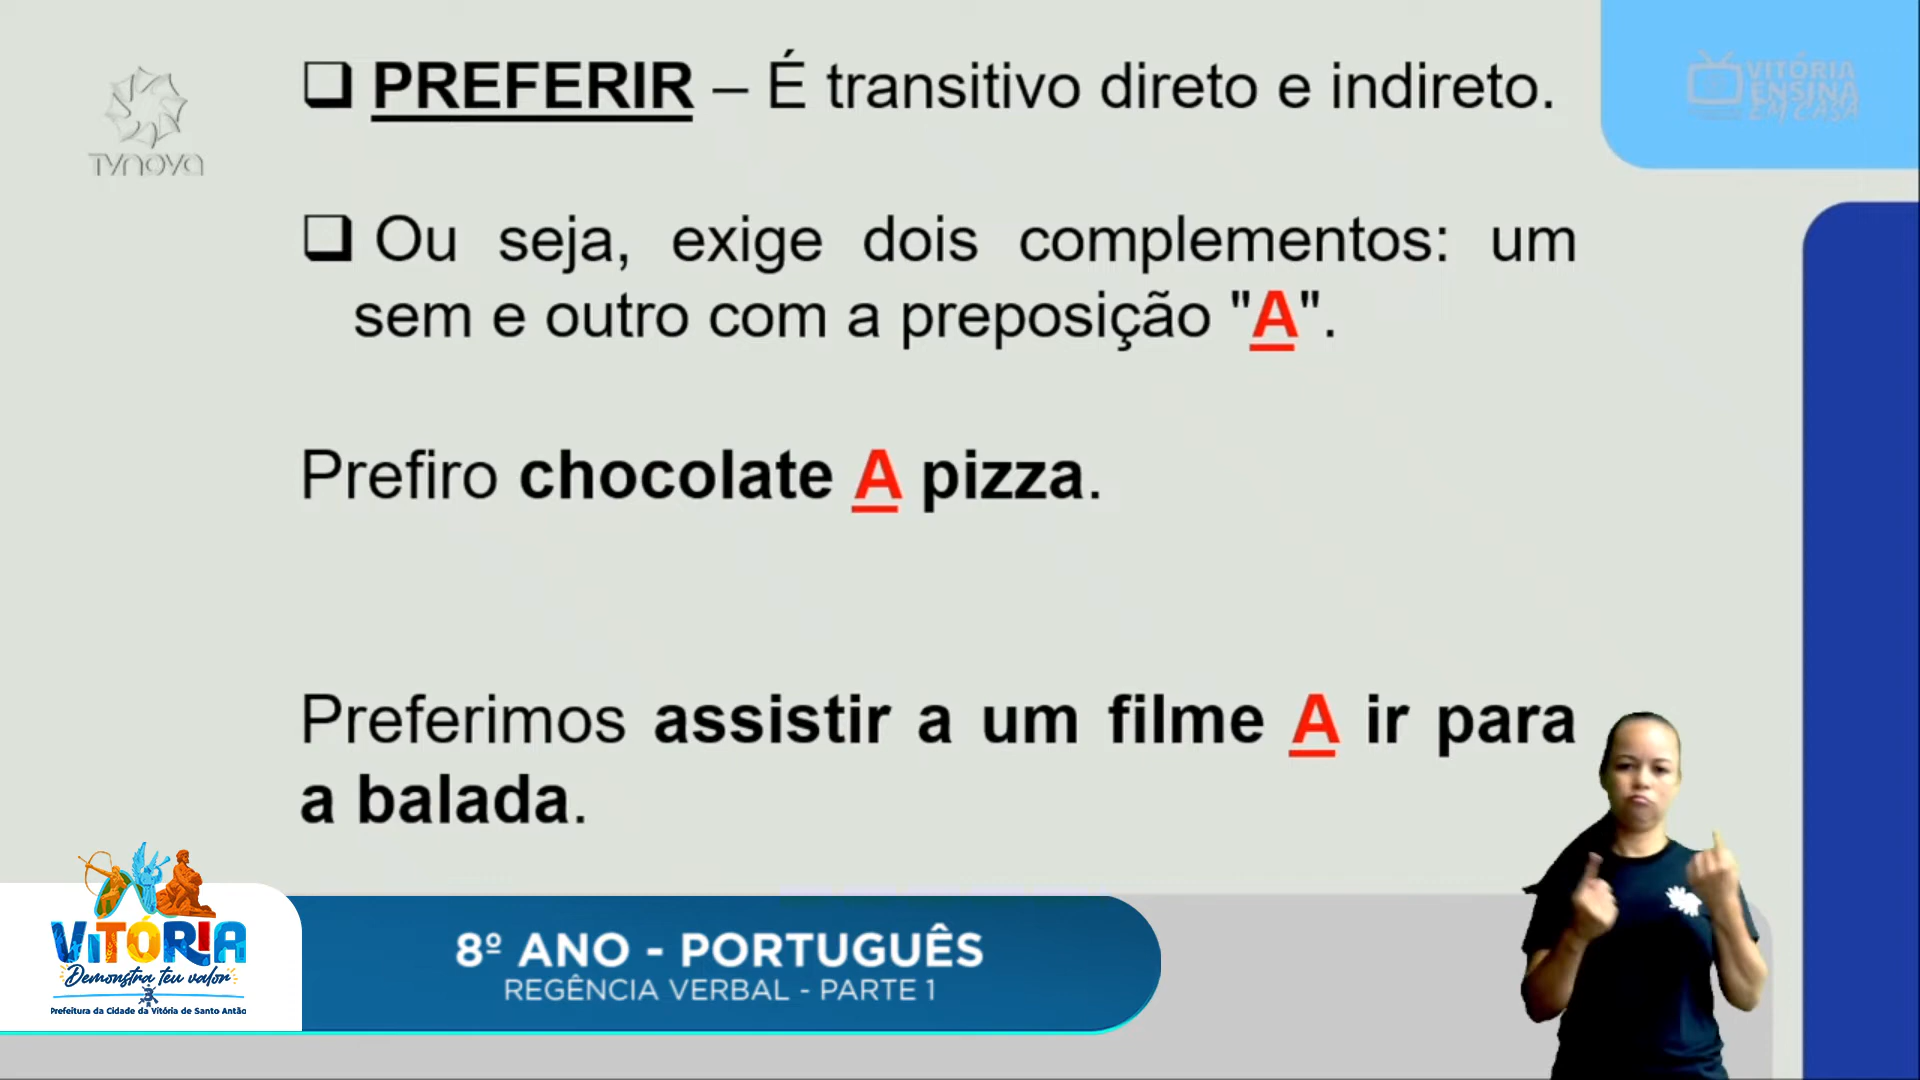 PREFERIR – É transitivo direto e indireto.
Ou seja, exige dois complementos: um
sem e outro com a preposição "A".
Prefiro chocolate A pizza.
Preferimos assistir a um filme A ir para
a balada.
TVNOVA
VITÓRIA
ENSINA
EM CASA
VITÓRIA
Demonstra teu valor
Prefeitura da Cidade da Vitória de Santo Antão
8º ANO - PORTUGUÊS
REGÊNCIA VERBAL - PARTE 1